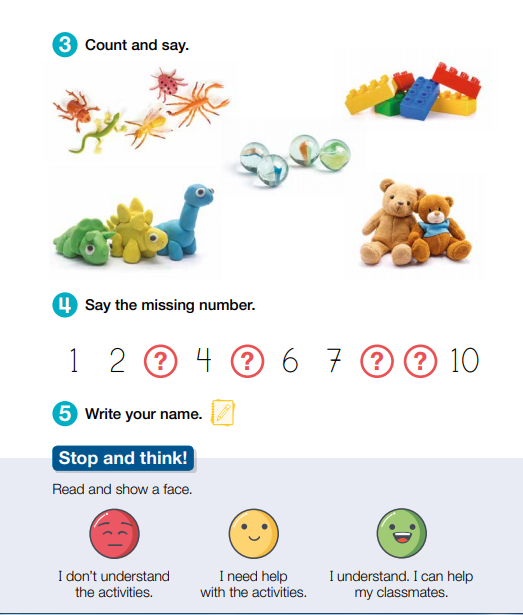 3 Count and say.
4 Say the missing number.
1 2 ? 4 ? 6 7 ? ? 10
5 Write your name.
Stop and think!
Read and show a face.
I don't understand
the activities.
I need help
with the activities.
I understand. I can help
my classmates.